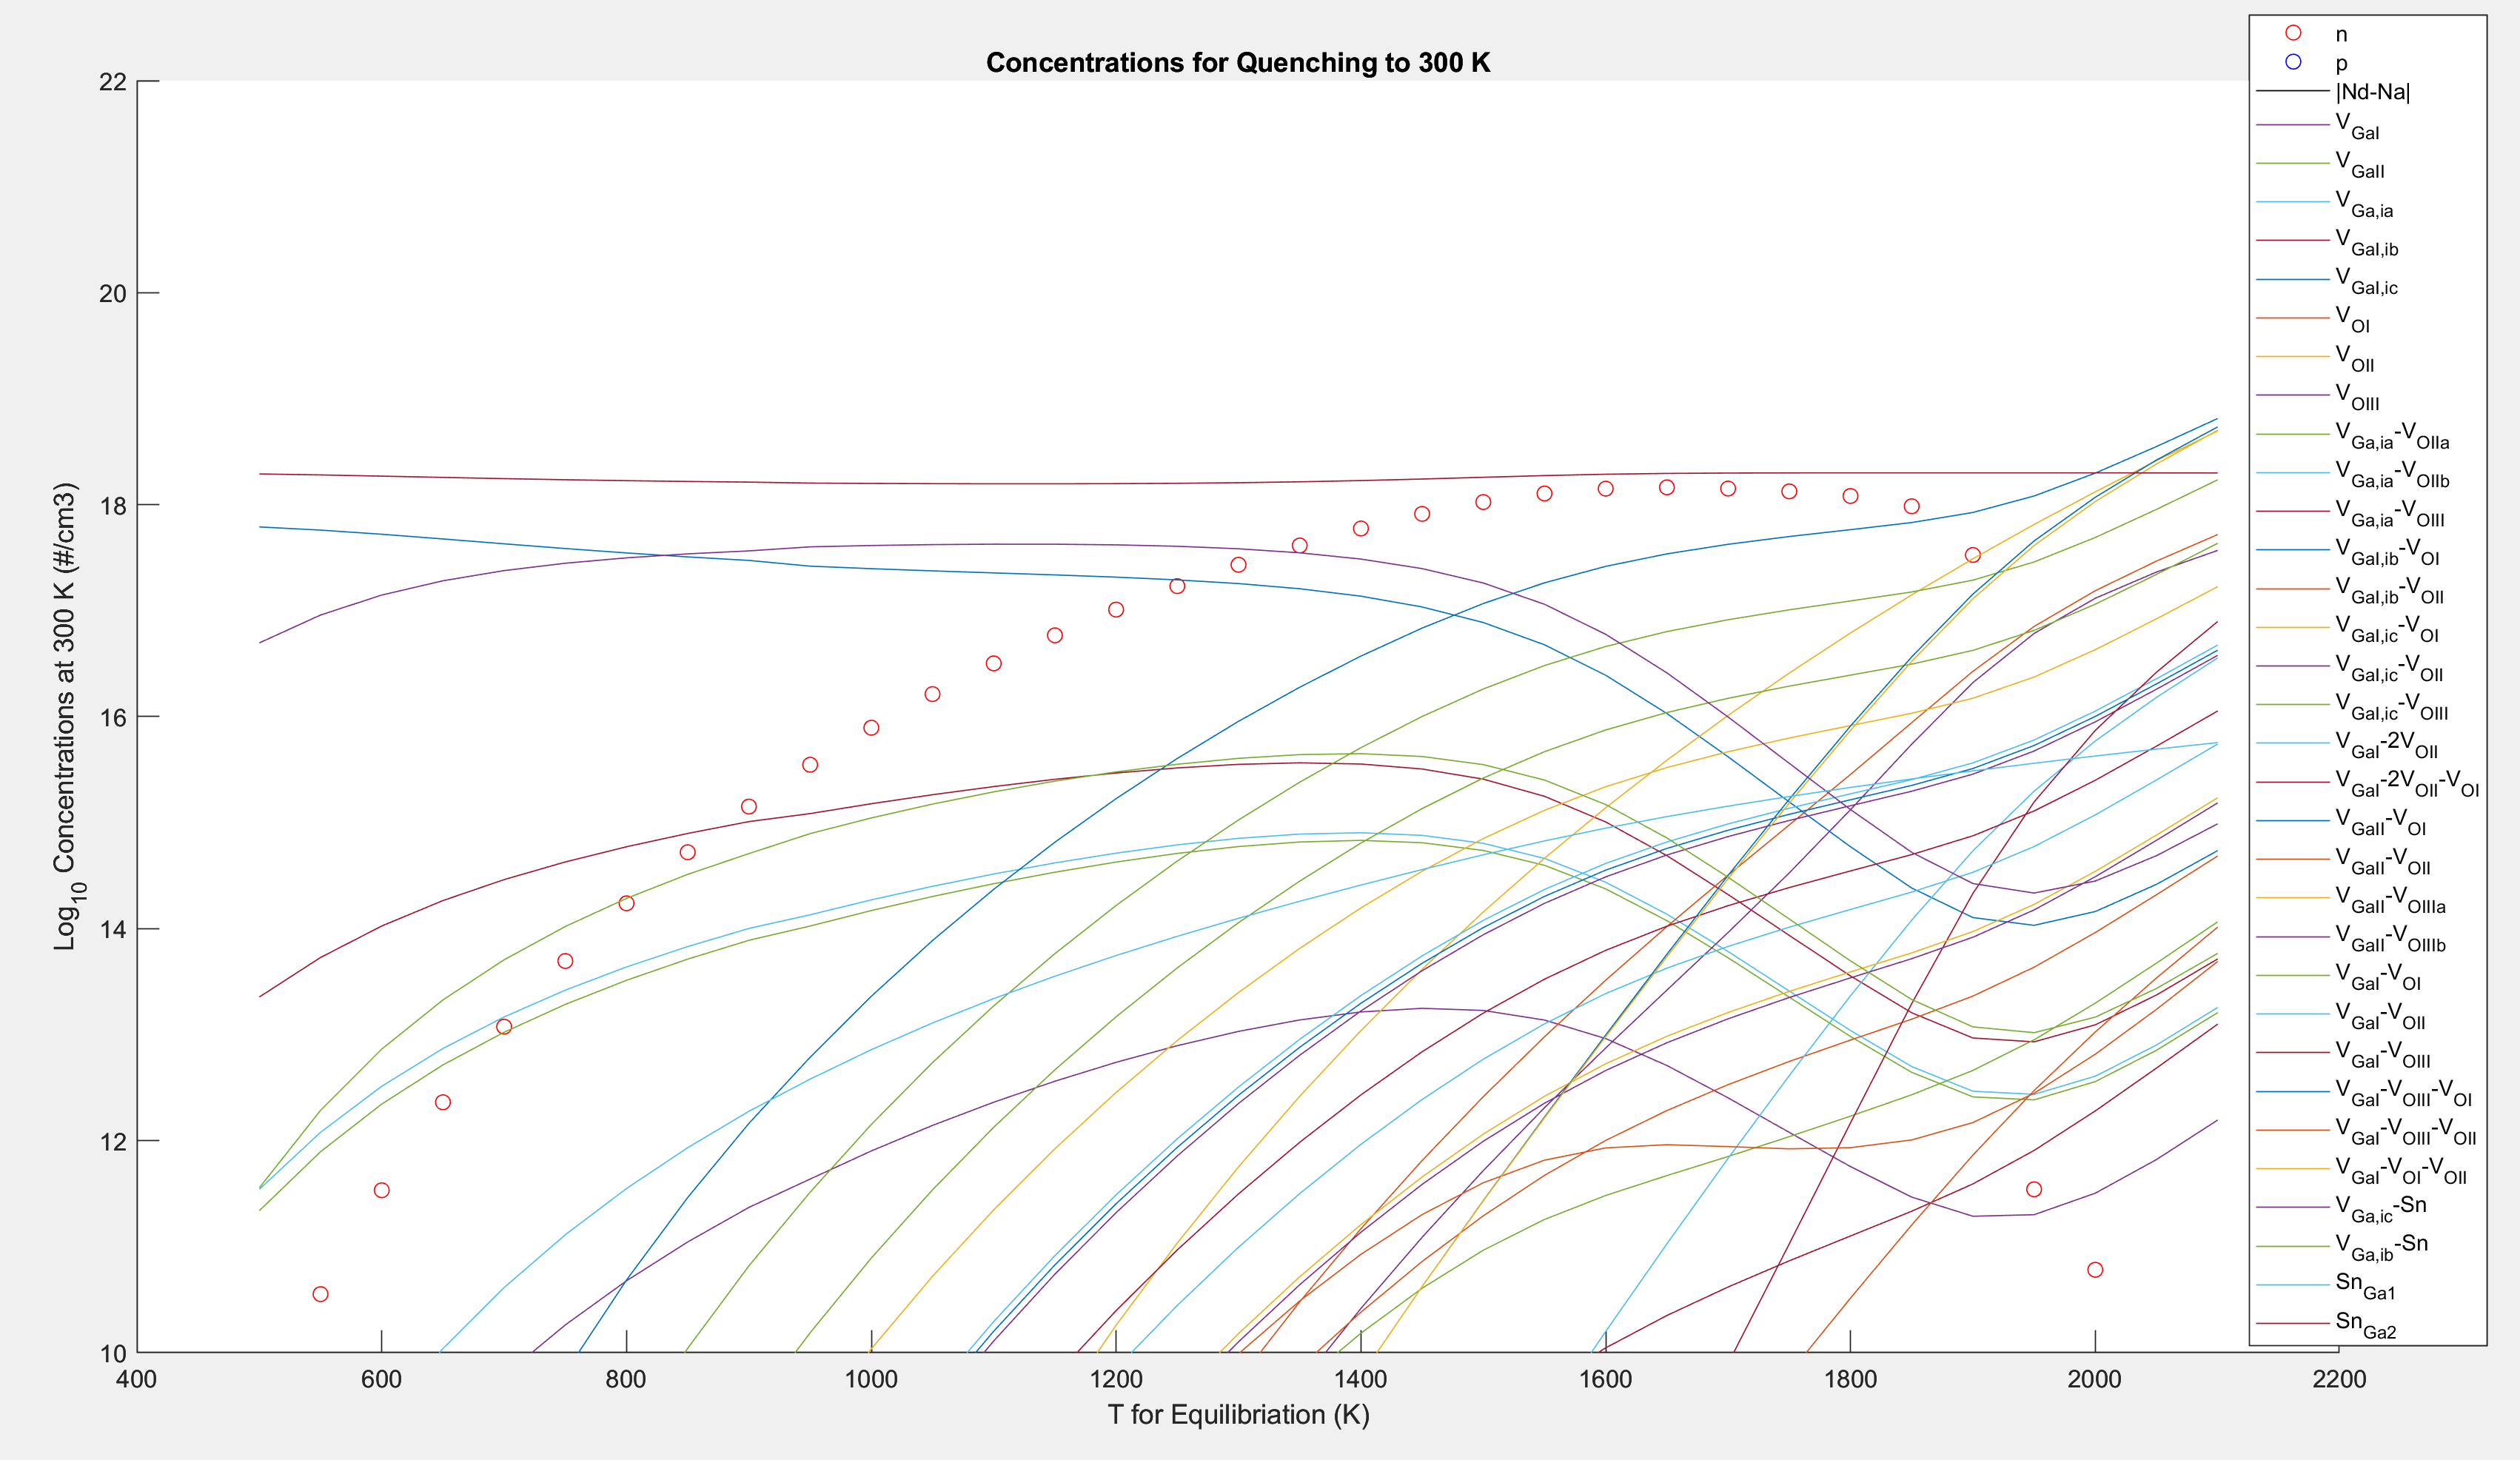 Concentrations for Quenching to 300 K
22
20
18
16
14
12
10
Log10 Concentrations at 300 K (#/cm3)
400 600 800 1000 1200 1400 1600 1800 2000 2200
T for Equilibriation (K)
n
p
|Nd-Na|
VGaI
VGaII
VGa,ia
VGaI,ib
VGaI,ic
VOI
VOII
VOIII
VGa,ia-VOIIa
VGa,ia-VOIIb
VGa,ia-VOIII
VGaI,ib-VOI
VGaI,ib-VOII
VGaI,ic-VOI
VGaI,ic-VOII
VGaI,ic-VOIII
VGaI-2VOII
VGaI-2VOII-VOI
VGaII-VOI
VGaII-VOII
VGaII-VOIIIa
VGaII-VOIIIb
VGaI-VOI
VGaI-VOII
VGaI-VOIII
VGaI-VOIII-VOI
VGaI-VOIII-VOII
VGaI-VOI-VOII
VGa,ic-Sn
VGa,ib-Sn
SnGa1
SnGa2